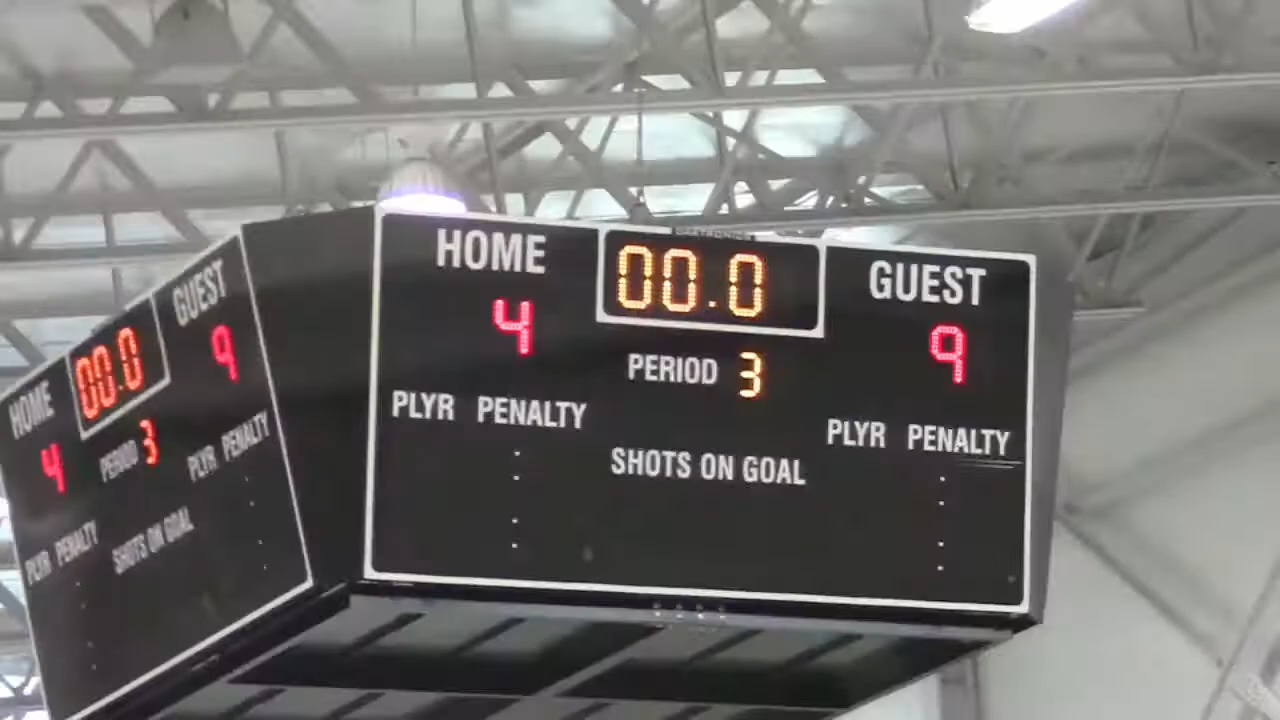 HOME 00.0 GUEST
4 9
PERIOD 3
PLYR PENALTY PLYR PENALTY
SHOTS ON GOAL
DAKTRONICS
HOME 00.0 GUEST
4 9
PERIOD 3
PLYR PENALTY PLYR PENALTY
SHOTS ON GOAL